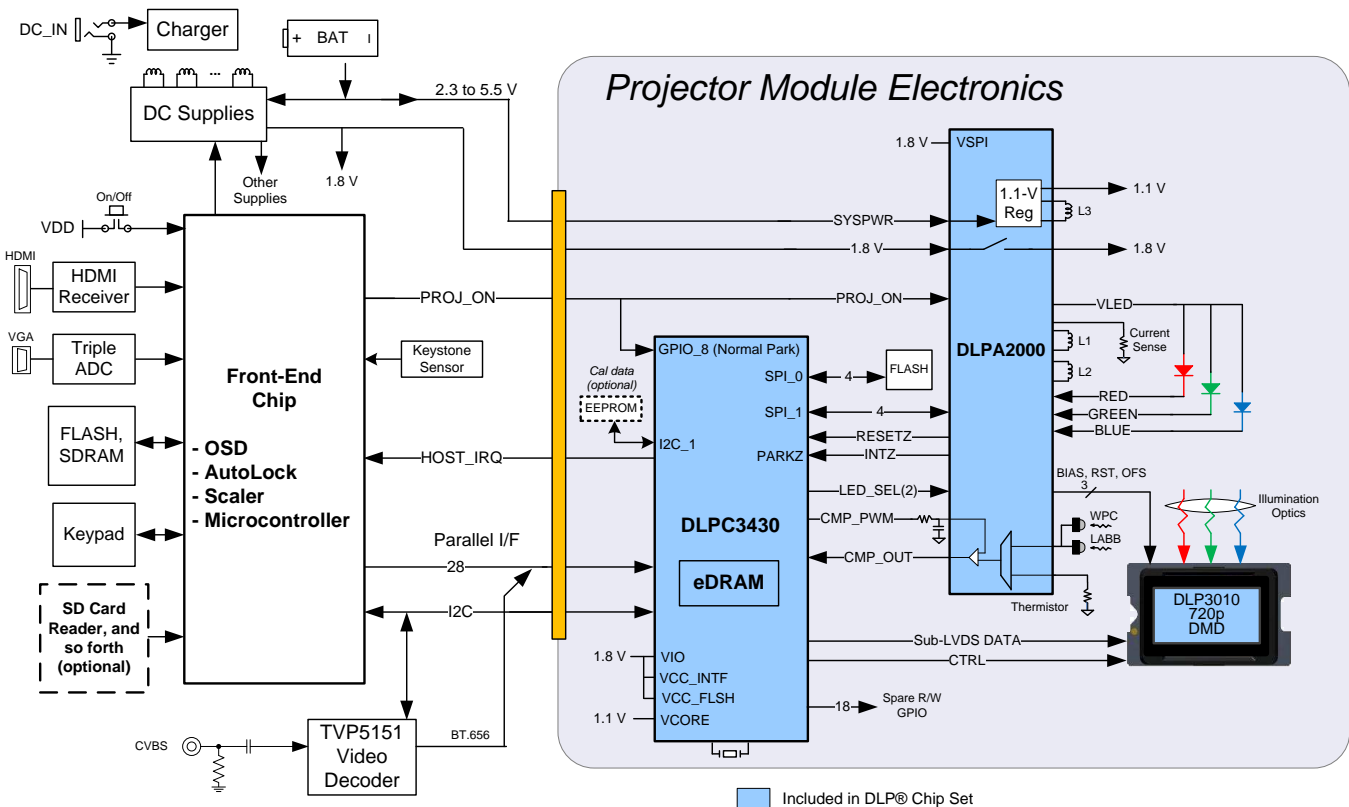 DC_IN
Charger
+ BAT I
DC Supplies
...
2.3 to 5.5 V
Other
Supplies
1.8 V
On/Off
VDD
HDMI
HDMI
Receiver
VGA
Triple
ADC
FLASH,
SDRAM
Keypad
SD Card
Reader, and
so forth
(optional)
Front-End
Chip
- OSD
- AutoLock
- Scaler
- Microcontroller
PROJ_ON
Keystone
Sensor
HOST_IRQ
Parallel I/F
28
I2C
CVBS
TVP5151
Video
Decoder
BT.656
Projector Module Electronics
SYSPWR
1.8 V
PROJ_ON
GPIO_8 (Normal Park)
Cal data
(optional)
EEPROM
I2C_1
SPI_0
4
FLASH
SPI_1
4
RESETZ
PARKZ
INTZ
LED_SEL(2)
DLPC3430
CMP_PWM
CMP_OUT
eDRAM
Sub-LVDS DATA
CTRL
1.8 V
VIO
VCC_INTF
VCC_FLSH
1.1 V
VCORE
18
Spare R/W
GPIO
1.8 V
VSPI
1.1-V
Reg
1.1 V
L3
1.8 V
VLED
DLPA2000
L1
Current
Sense
L2
RED
GREEN
BLUE
BIAS, RST, OFS
3
WPC
LABB
Thermistor
Illumination
Optics
DLP3010
720p
DMD
Included in DLP® Chip Set